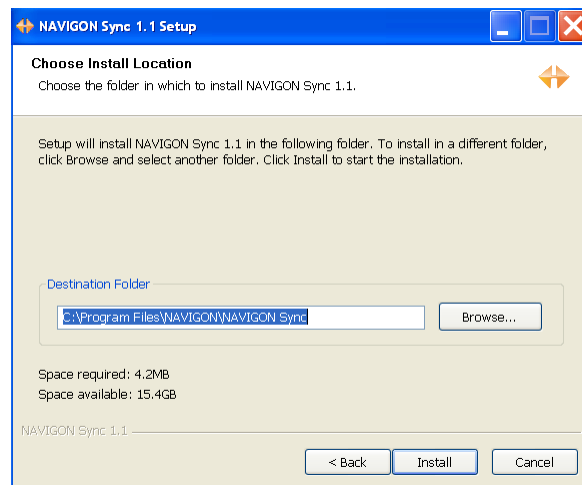 NAVIGON Sync 1.1 Setup
Choose Install Location
Choose the folder in which to install NAVIGON Sync 1.1.
Setup will install NAVIGON Sync 1.1 in the following folder. To install in a different folder,
click Browse and select another folder. Click Install to start the installation.
Destination Folder
C:\Program Files\NAVIGON\NAVIGON Sync
Browse...
Space required: 4.2MB
Space available: 15.4GB
NAVIGON Sync 1.1
< Back
Install
Cancel